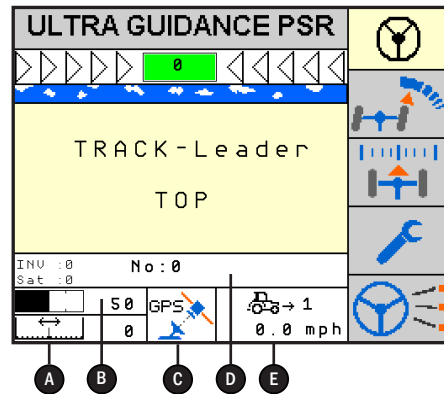 ULTRA GUIDANCE PSR
0
TRACK-Leader
TOP
INV :0
Sat :0
No:0
50
GPS
→ 1
0
0.0 mph
A
B
C
D
E